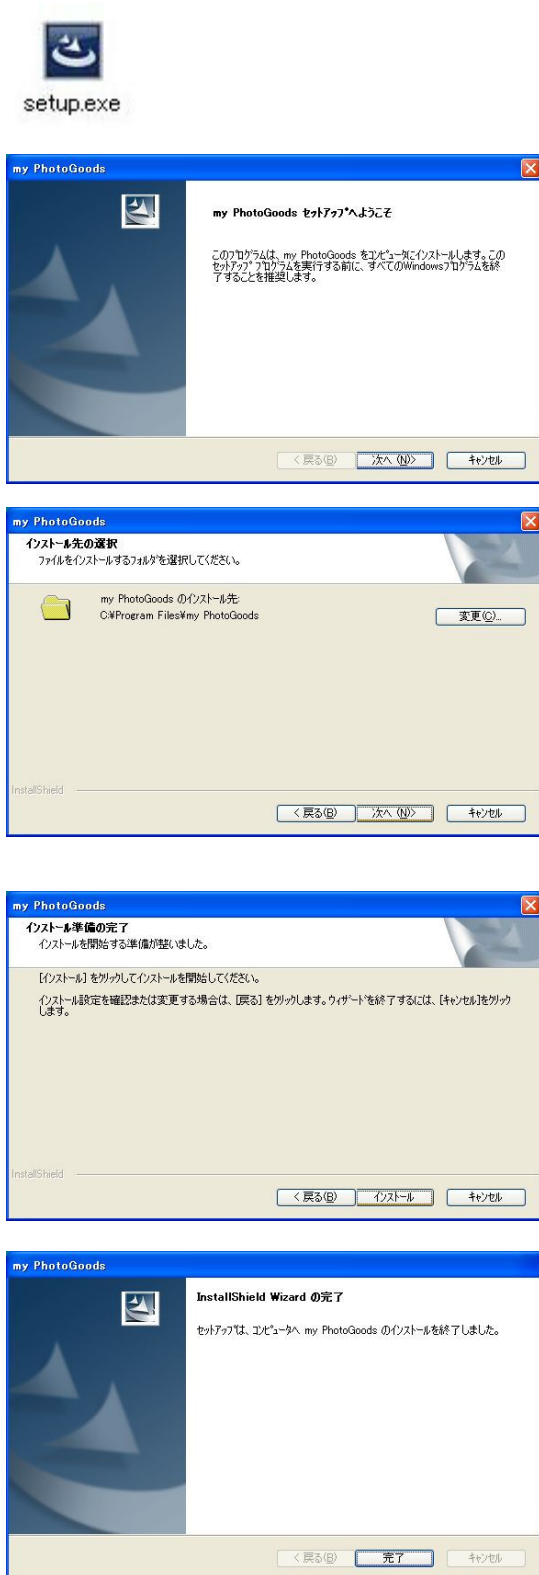 setup.exe
my PhotoGoods
my PhotoGoods セットアップへようこそ
このプログラムは、my PhotoGoods をコンピュータにインストールします。この
セットアップ プログラムを実行する前に、すべてのWindowsプログラムを終
了することを推奨します。
< 戻る(B) 次へ (N)> キャンセル
my PhotoGoods
インストール先の選択
ファイルをインストールするフォルダを選択してください。
my PhotoGoods のインストール先:
C:¥Program Files¥my PhotoGoods
変更(C)...
InstallShield
< 戻る(B) 次へ (N)> キャンセル
my PhotoGoods
インストール準備の完了
インストールを開始する準備が整いました。
[インストール] をクリックしてインストールを開始してください。
インストール設定を確認または変更する場合は、[戻る] をクリックします。ウィザードを終了するには、[キャンセル]をクリック
します。
InstallShield
< 戻る(B) インストール キャンセル
my PhotoGoods
InstallShield Wizard の完了
セットアップは、コンピュータへ my PhotoGoods のインストールを終了しました。
< 戻る(B) 完了 キャンセル